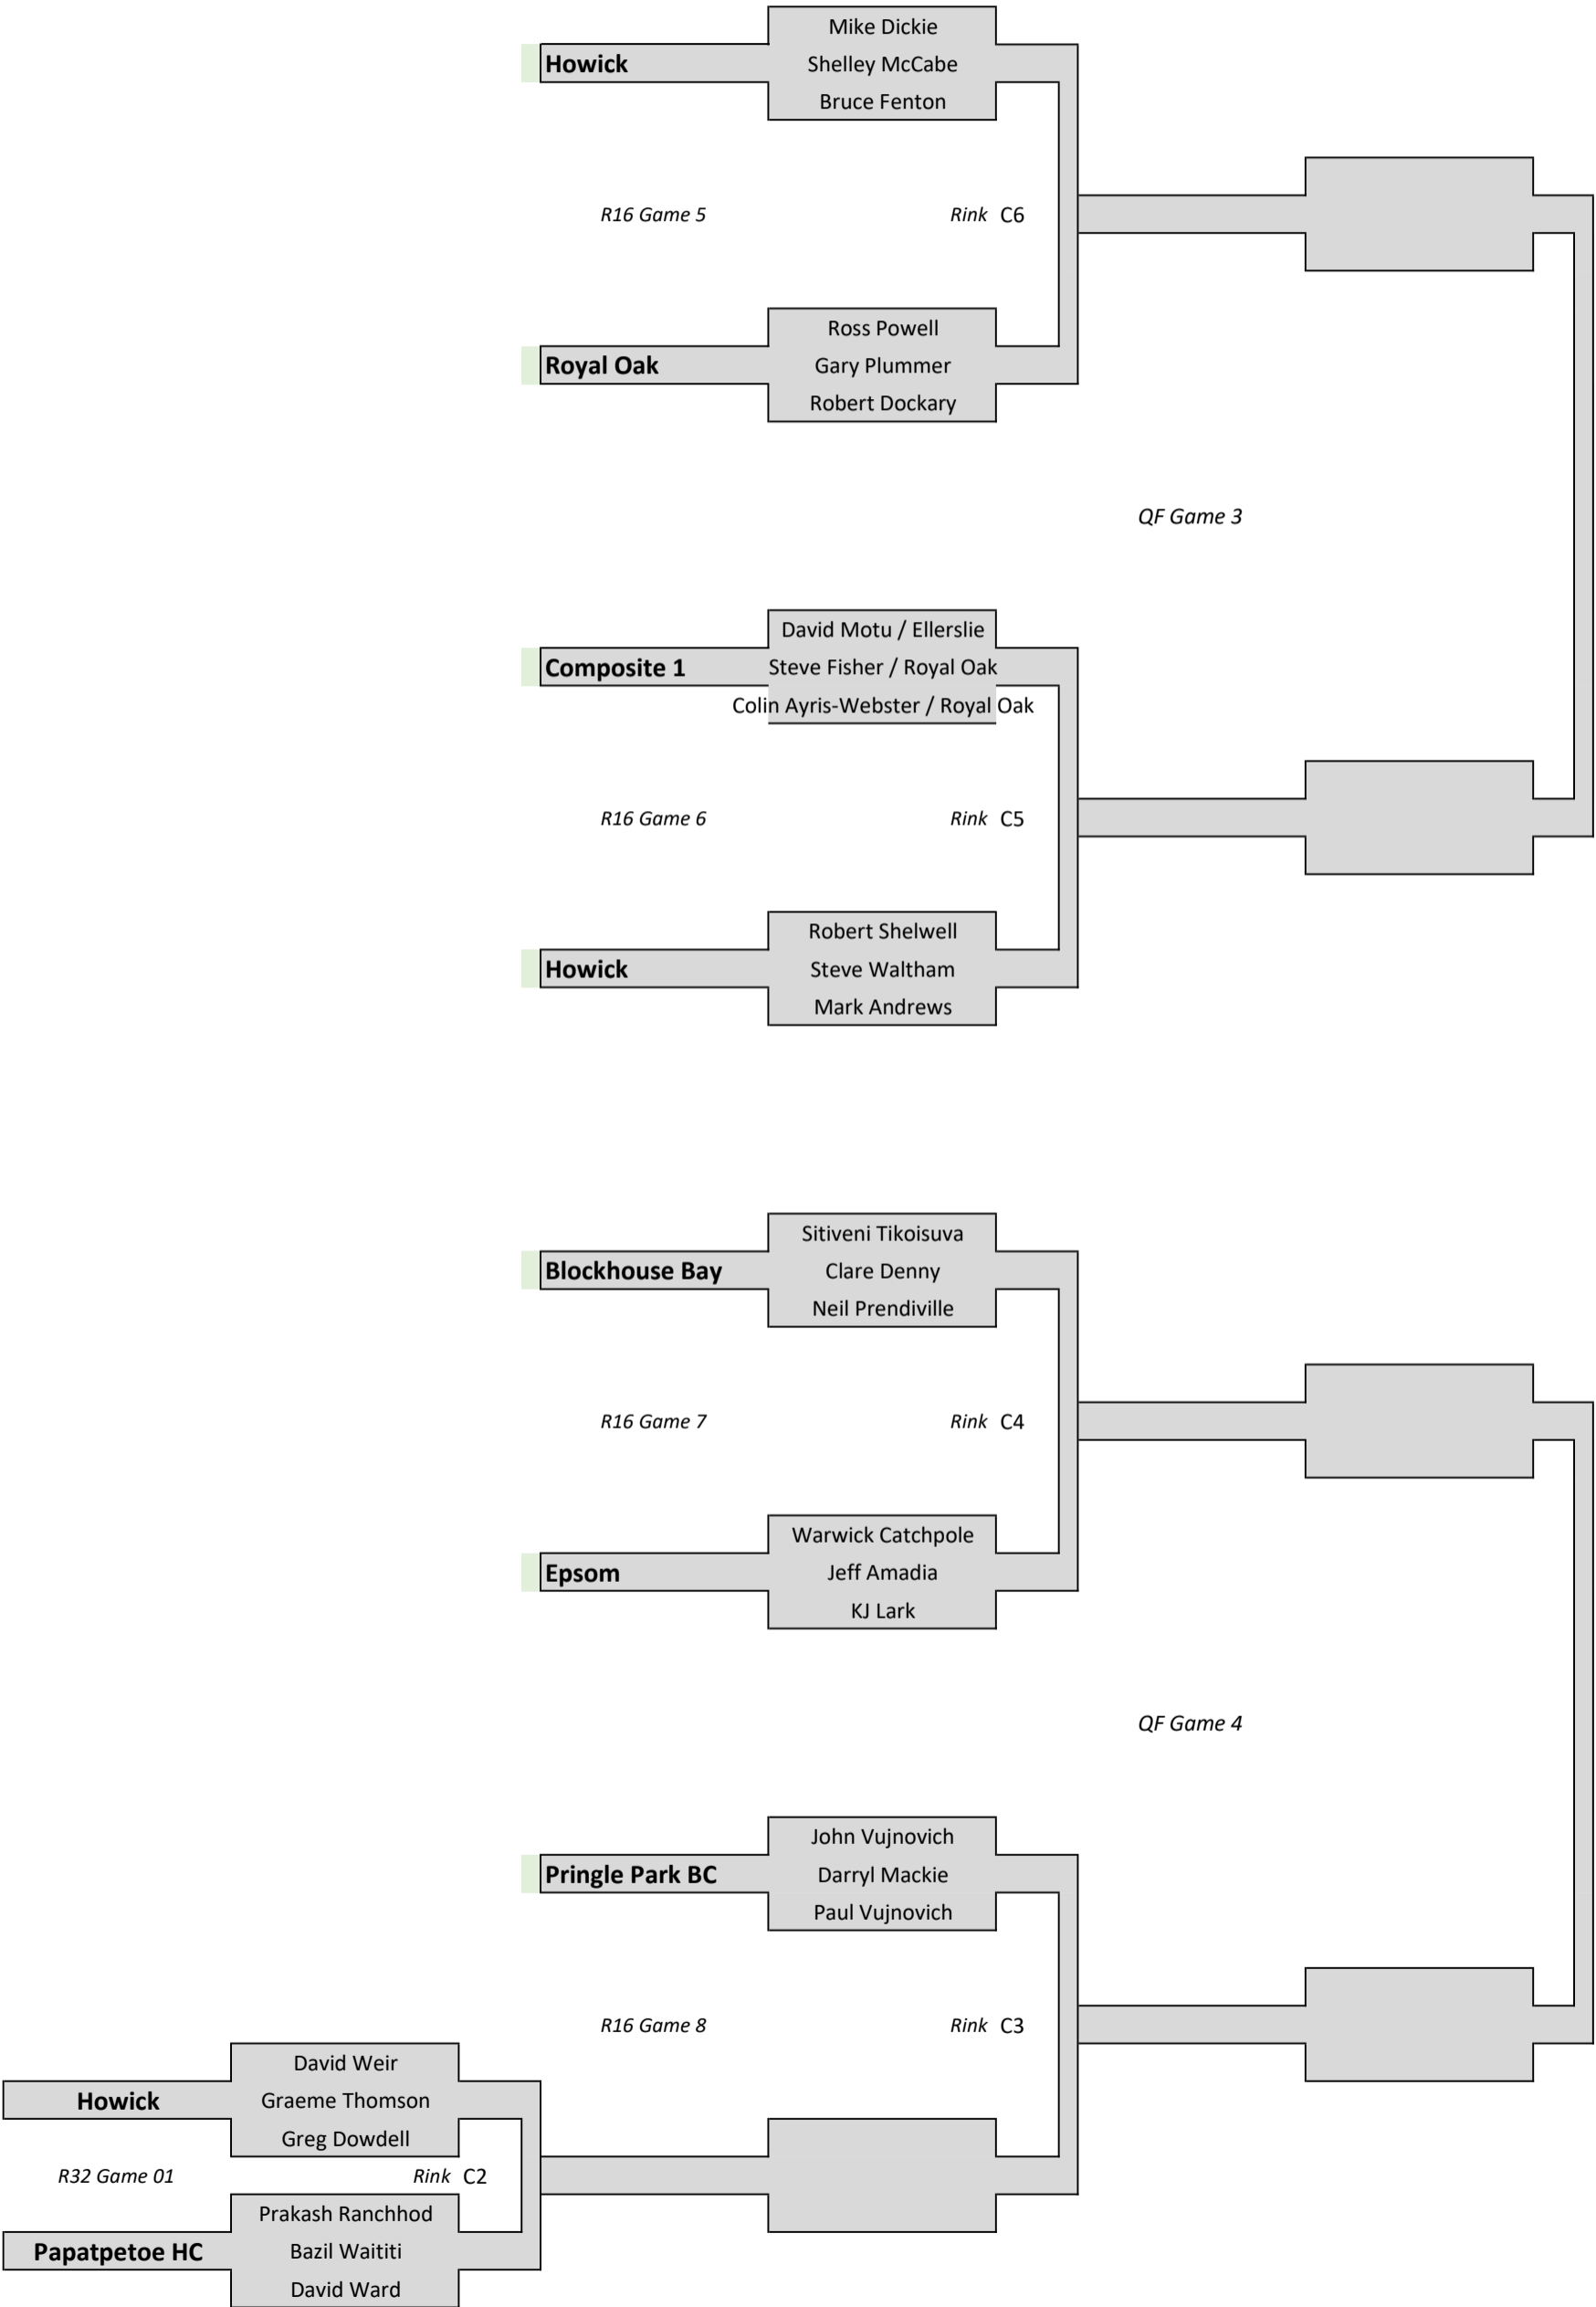 Mike Dickie
Howick Shelley McCabe
Bruce Fenton
R16 Game 5 Rink C6
Ross Powell
Royal Oak Gary Plummer
Robert Dockary
QF Game 3
David Motu / Ellerslie
Composite 1 Steve Fisher / Royal Oak
Colin Ayris-Webster / Royal Oak
R16 Game 6 Rink C5
Robert Shelwell
Howick Steve Waltham
Mark Andrews
Sitiveni Tikoisuva
Blockhouse Bay Clare Denny
Neil Prendiville
R16 Game 7 Rink C4
Warwick Catchpole
Epsom Jeff Amadia
KJ Lark
QF Game 4
John Vujnovich
Pringle Park BC Darryl Mackie
Paul Vujnovich
R16 Game 8 Rink C3
David Weir
Howick Graeme Thomson
Greg Dowdell
R32 Game 01 Rink C2
Prakash Ranchhod
Papatpetoe HC Bazil Waititi
David Ward